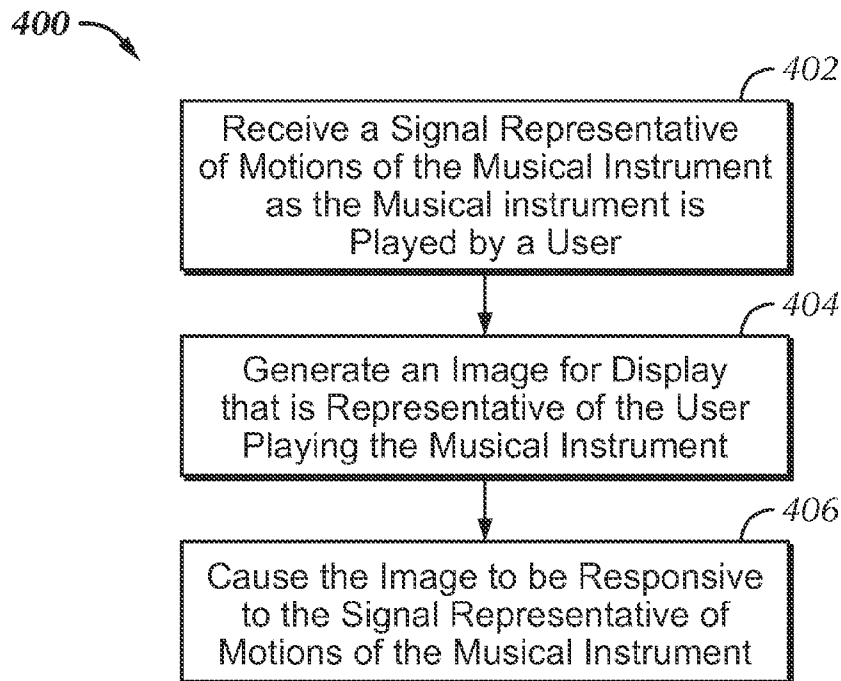 400
402
Receive a Signal Representative
of Motions of the Musical Instrument
as the Musical instrument is
Played by a User
404
Generate an Image for Display
that is Representative of the User
Playing the Musical Instrument
406
Cause the Image to be Responsive
to the Signal Representative of
Motions of the Musical Instrument